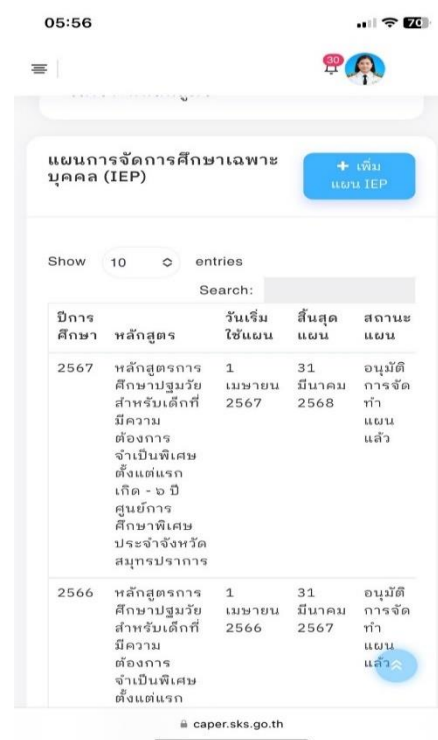 05:56
70
30
แผนการจัดการศึกษาเฉพาะ
บุคคล (IEP)
+ เพิ่ม
แผน IEP
Show 10 entries
Search:
ปีการ
ศึกษา
หลักสูตร
วันเริ่ม
ใช้แผน
สิ้นสุด
แผน
สถานะ
แผน
2567
หลักสูตรการ
ศึกษาปฐมวัย
สำหรับเด็กที่
มีความ
ต้องการ
จำเป็นพิเศษ
ตั้งแต่แรก
เกิด - ๖ ปี
ศูนย์การ
ศึกษาพิเศษ
ประจำจังหวัด
สมุทรปราการ
1
เมษายน
2567
31
มีนาคม
2568
อนุมัติ
การจัด
ทำ
แผน
แล้ว
2566
หลักสูตรการ
ศึกษาปฐมวัย
สำหรับเด็กที่
มีความ
ต้องการ
จำเป็นพิเศษ
ตั้งแต่แรก
1
เมษายน
2566
31
มีนาคม
2567
อนุมัติ
การจัด
ทำ
แผน
แล้ว
caper.sks.go.th